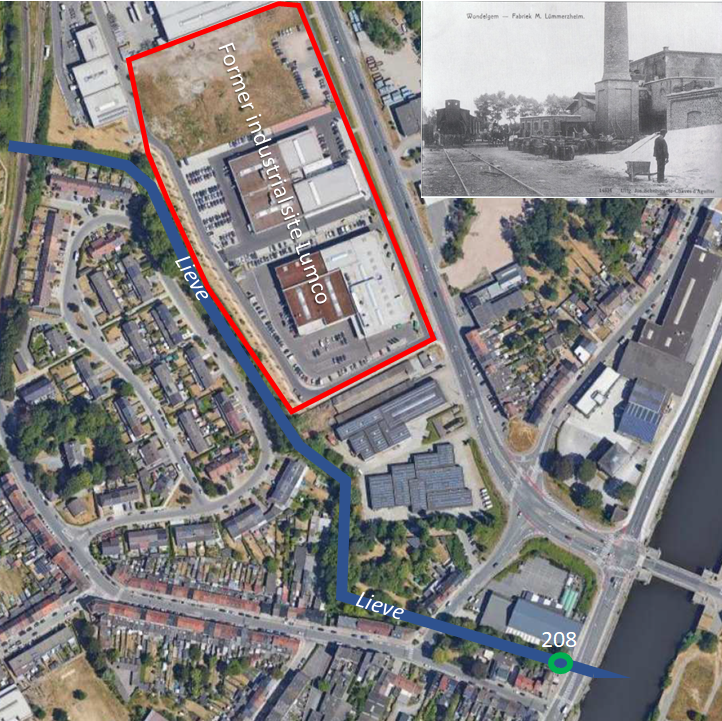 Wondelgem — Fabriek M. Lümmerzheim.
Former industrial site Lumco
Lieve
Lieve
208